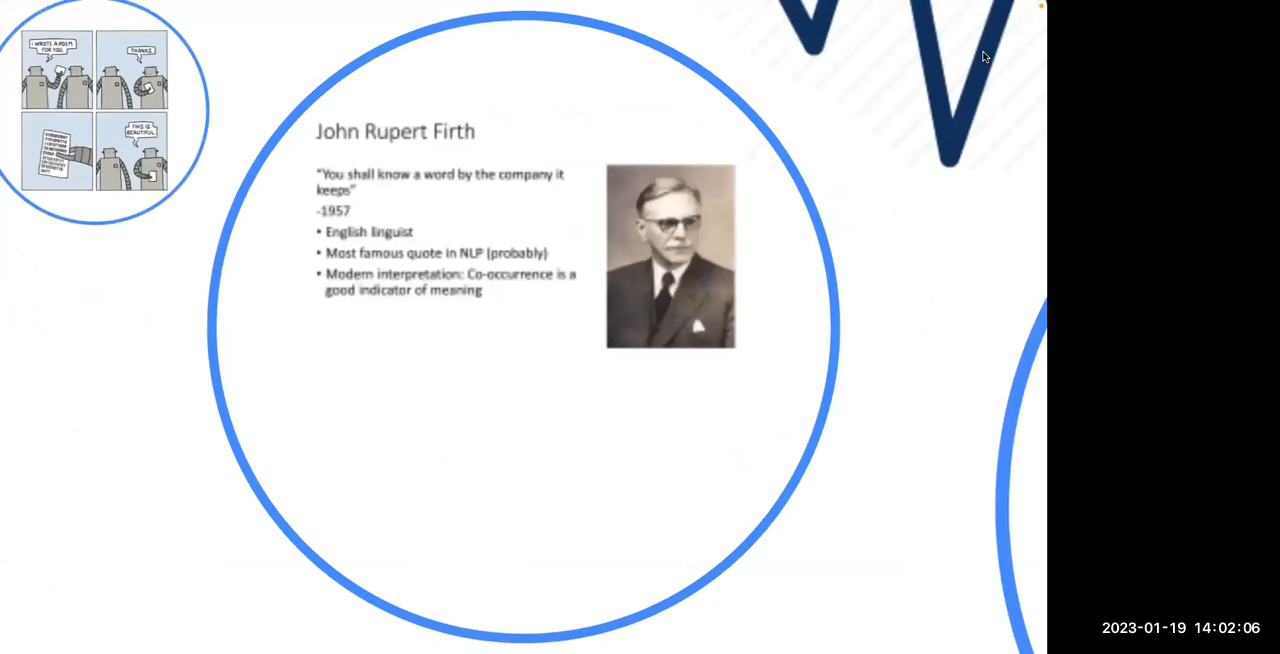 I WROTE A POEM
FOR YOU.
THANKS.
THIS IS
BEAUTIFUL.
John Rupert Firth
"You shall know a word by the company it
keeps"
-1957
• English linguist
• Most famous quote in NLP (probably)
• Modern interpretation: Co-occurrence is a
good indicator of meaning
2023-01-19 14:02:06